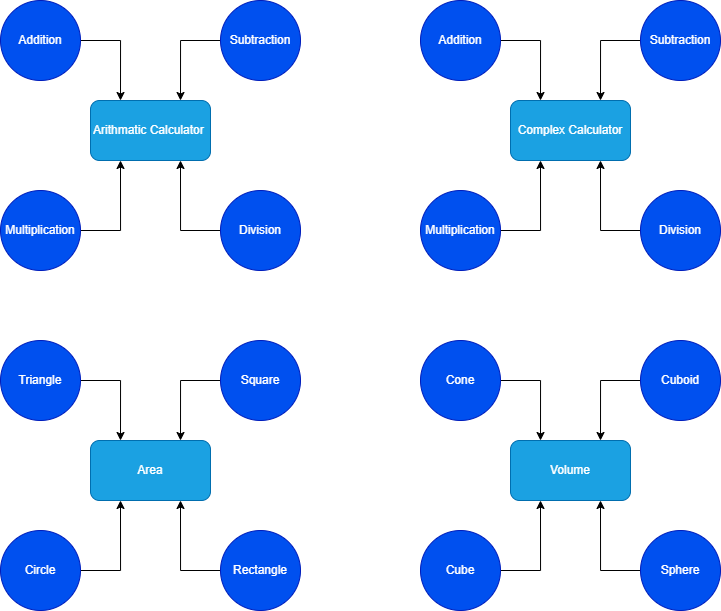 Addition
Subtraction
Arithmatic Calculator
Multiplication
Division
Addition
Subtraction
Complex Calculator
Multiplication
Division
Triangle
Square
Area
Circle
Rectangle
Cone
Cuboid
Volume
Cube
Sphere